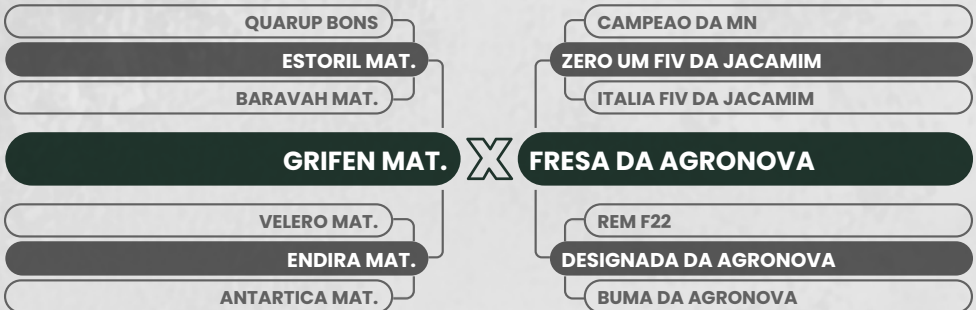 QUARUP BONS
ESTORIL MAT.
BARAVAH MAT.
GRIFEN MAT.
VELERO MAT.
ENDIRA MAT.
ANTARTICA MAT.
X
CAMPEAO DA MN
ZERO UM FIV DA JACAMIM
ITALIA FIV DA JACAMIM
FRESA DA AGRONOVA
REM F22
DESIGNADA DA AGRONOVA
BUMA DA AGRONOVA